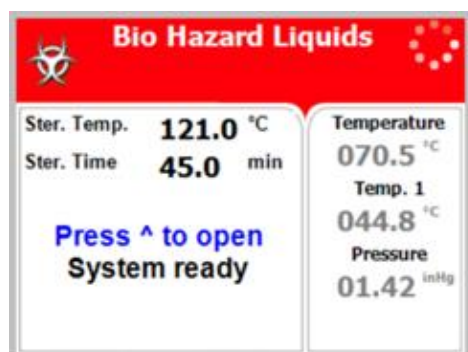 Bio Hazard Liquids
Ster. Temp. 121.0 °C
Ster. Time 45.0 min
Press ^ to open
System ready
Temperature
070.5 °C
Temp. 1
044.8 °C
Pressure
01.42 inHg